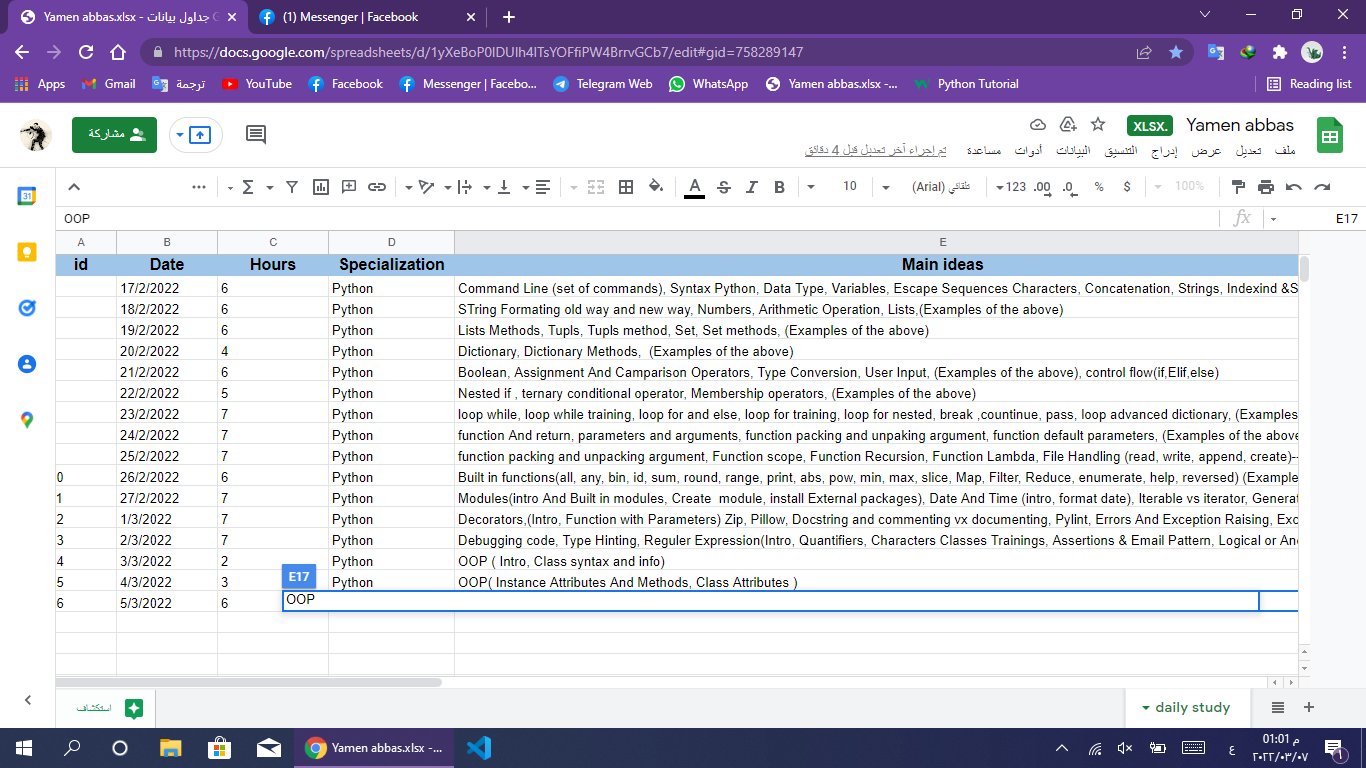 Yamen abbas.xlsx - جداول بيانات G
(1) Messenger | Facebook
https://docs.google.com/spreadsheets/d/1yXeBoP0IDUIh4ITsYOFfiPW4BrrvGCb7/edit#gid=758289147
Apps Gmail ترجمة YouTube Facebook Messenger | Facebo... Telegram Web WhatsApp Yamen abbas.xlsx -... Python Tutorial Reading list
مشاركة
.XLSX Yamen abbas
ملف تعديل عرض إدراج التنسيق البيانات أدوات مساعدة تم إجراء آخر تعديل قبل 4 دقائق
10 تلقائي (Arial) 123 .00 .0 % $ 100%
OOP fx E17
A B C D E
id Date Hours Specialization Main ideas
17/2/2022 6 Python Command Line (set of commands), Syntax Python, Data Type, Variables, Escape Sequences Characters, Concatenation, Strings, Indexind &S
18/2/2022 6 Python STring Formating old way and new way, Numbers, Arithmetic Operation, Lists,(Examples of the above)
19/2/2022 6 Python Lists Methods, Tupls, Tupls method, Set, Set methods, (Examples of the above)
20/2/2022 4 Python Dictionary, Dictionary Methods, (Examples of the above)
21/2/2022 6 Python Boolean, Assignment And Camparison Operators, Type Conversion, User Input, (Examples of the above), control flow(if,Elif,else)
22/2/2022 5 Python Nested if , ternary conditional operator, Membership operators, (Examples of the above)
23/2/2022 7 Python loop while, loop while training, loop for and else, loop for training, loop for nested, break ,countinue, pass, loop advanced dictionary, (Examples
24/2/2022 7 Python function And return, parameters and arguments, function packing and unpaking argument, function default parameters, (Examples of the above
25/2/2022 7 Python function packing and unpacking argument, Function scope, Function Recursion, Function Lambda, File Handling (read, write, append, create)--
0 26/2/2022 6 Python Built in functions(all, any, bin, id, sum, round, range, print, abs, pow, min, max, slice, Map, Filter, Reduce, enumerate, help, reversed) (Example
1 27/2/2022 7 Python Modules(intro And Built in modules, Create module, install External packages), Date And Time (intro, format date), Iterable vs iterator, Generat
2 1/3/2022 7 Python Decorators,(Intro, Function with Parameters) Zip, Pillow, Docstring and commenting vx documenting, Pylint, Errors And Exception Raising, Exc
3 2/3/2022 7 Python Debugging code, Type Hinting, Reguler Expression(Intro, Quantifiers, Characters Classes Trainings, Assertions & Email Pattern, Logical or An
4 3/3/2022 2 Python OOP ( Intro, Class syntax and info)
5 4/3/2022 3 Python OOP( Instance Attributes And Methods, Class Attributes )
E17
6 5/3/2022 6 OOP
استكشاف daily study
Yamen abbas.xlsx -...
ع
01:01 م
٢٠٢٢/٠٣/٠٧